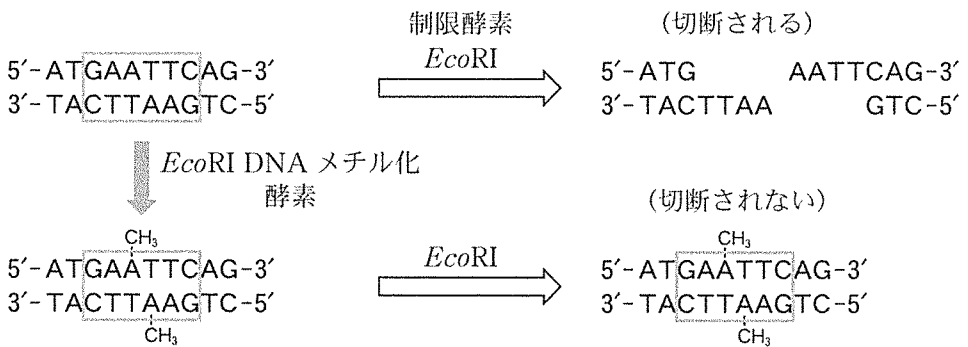 制限酵素
(切断される)
EcoRI
5′-ATGAATTCAG-3′
3′-TACTTAAGTC-5′
5′-ATG AATTCAG-3′
3′-TACTTAA GTC-5′
EcoRI DNA メチル化
酵素
(切断されない)
CH₃
5′-ATGAATTCAG-3′
3′-TACTTAAGTC-5′
CH₃
EcoRI
CH₃
5′-ATGAATTCAG-3′
3′-TACTTAAGTC-5′
CH₃